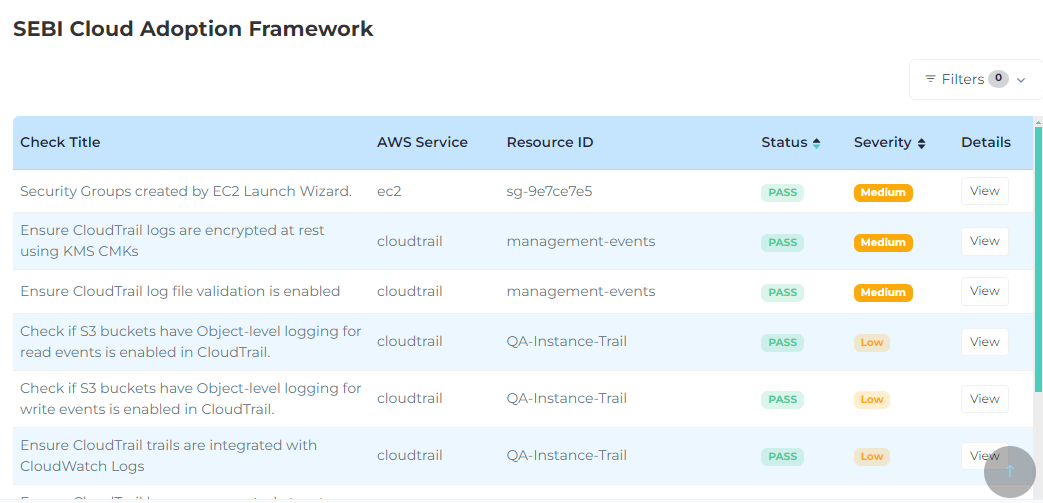 SEBI Cloud Adoption Framework
Filters 0
Check Title AWS Service Resource ID Status Severity Details
Security Groups created by EC2 Launch Wizard. ec2 sg-9e7ce7e5 PASS Medium View
Ensure CloudTrail logs are encrypted at rest
using KMS CMKs cloudtrail management-events PASS Medium View
Ensure CloudTrail log file validation is enabled cloudtrail management-events PASS Medium View
Check if S3 buckets have Object-level logging for
read events is enabled in CloudTrail. cloudtrail QA-Instance-Trail PASS Low View
Check if S3 buckets have Object-level logging for
write events is enabled in CloudTrail. cloudtrail QA-Instance-Trail PASS Low View
Ensure CloudTrail trails are integrated with
CloudWatch Logs cloudtrail QA-Instance-Trail PASS Low View